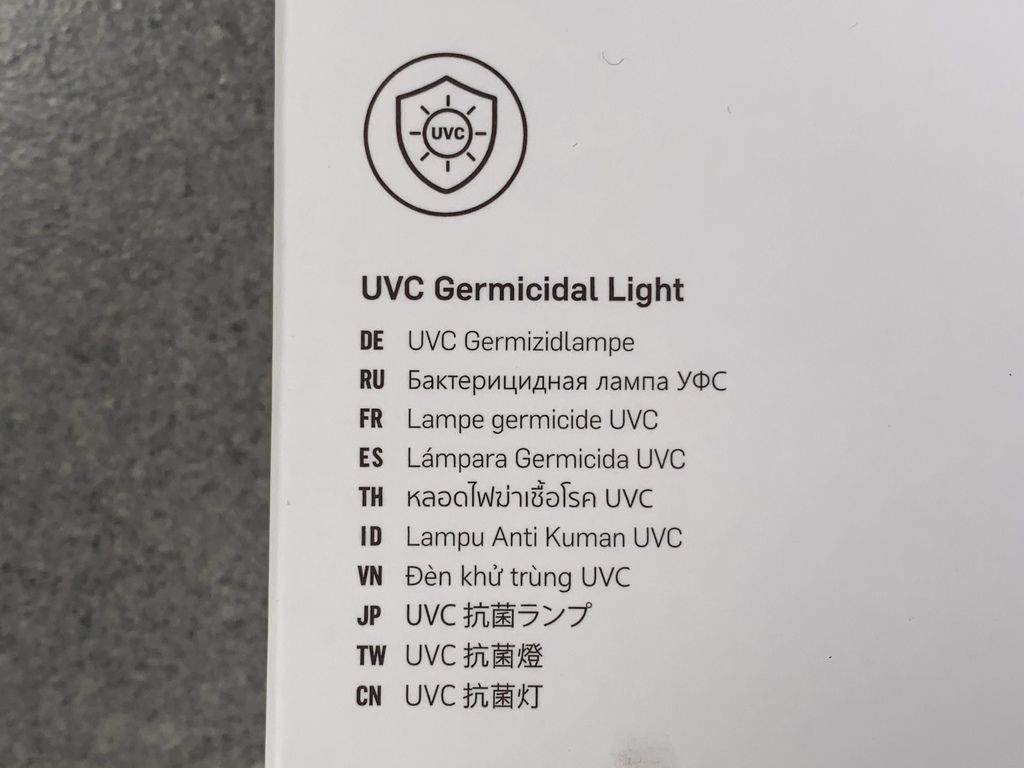 UVC
UVC Germicidal Light
DE UVC Germizidlampe
RU Бактерицидная лампа УФС
FR Lampe germicide UVC
ES Lámpara Germicida UVC
TH หลอดไฟฆ่าเชื้อโรค UVC
ID Lampu Anti Kuman UVC
VN Đèn khử trùng UVC
JP UVC 抗菌ランプ
TW UVC 抗菌燈
CN UVC 抗菌灯